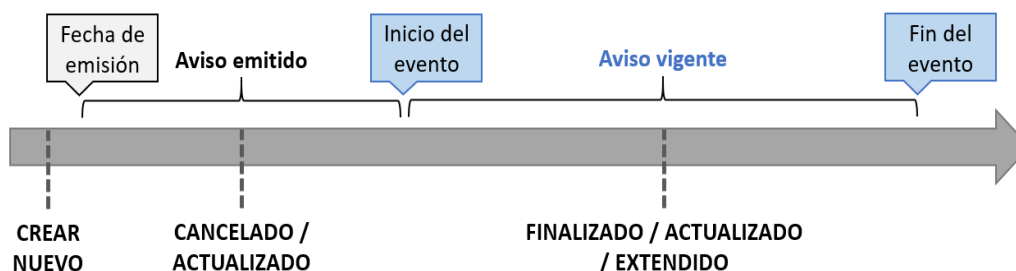 Fecha de
emisión
Aviso emitido
Inicio del
evento
Aviso vigente
Fin del
evento
CREAR
NUEVO
CANCELADO /
ACTUALIZADO
FINALIZADO / ACTUALIZADO
/ EXTENDIDO